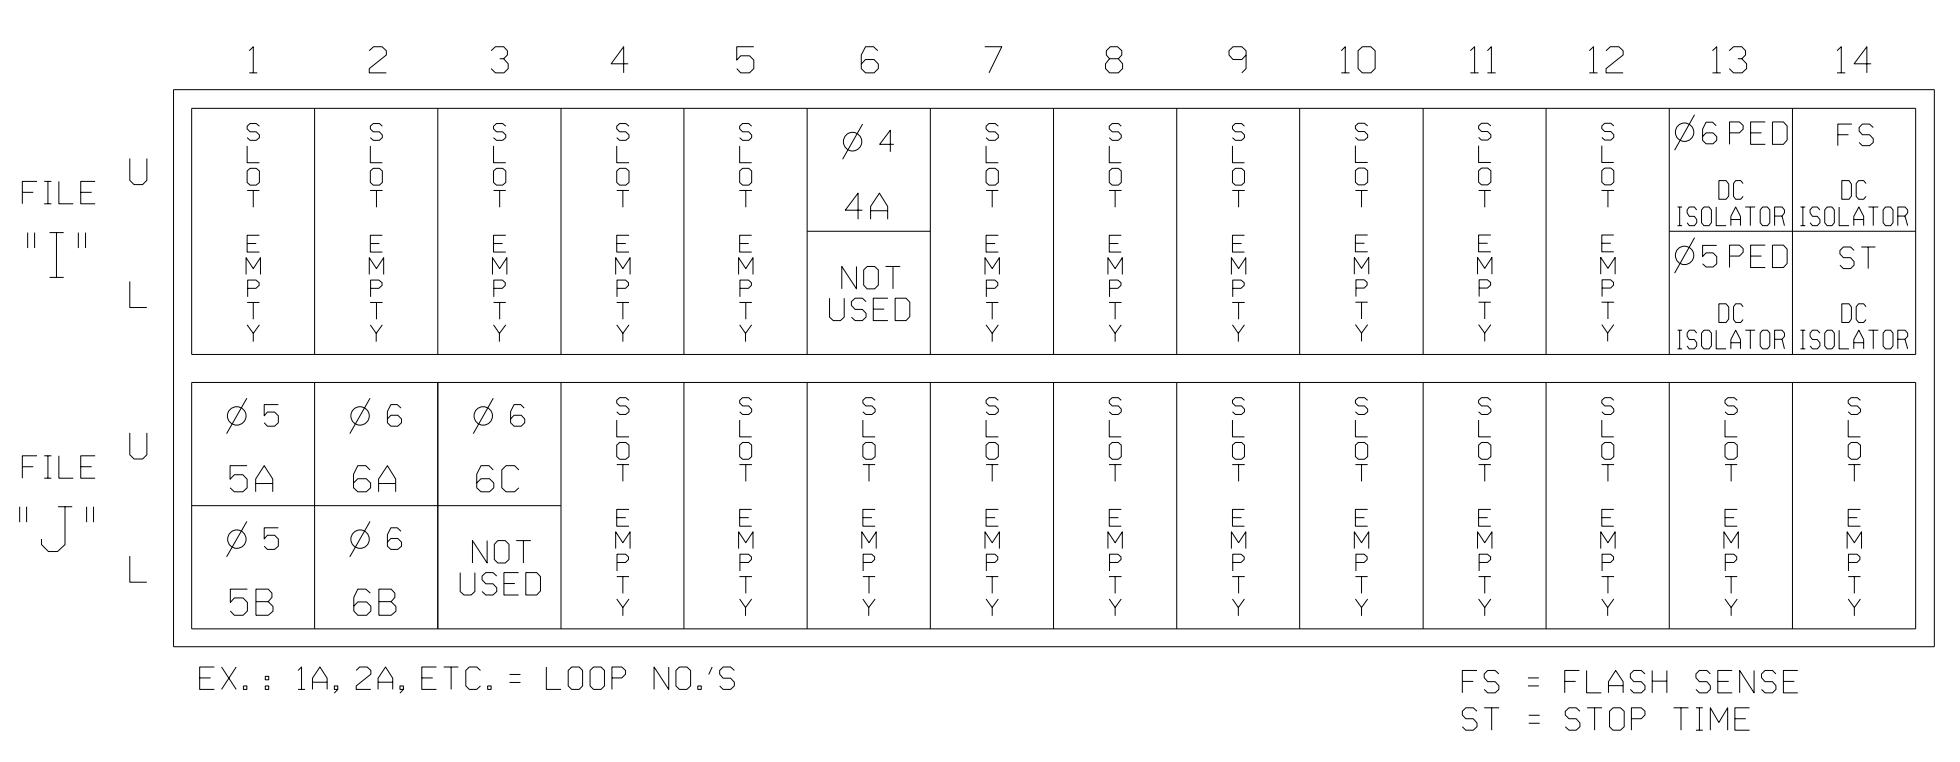 1 2 3 4 5 6 7 8 9 10 11 12 13 14
FILE "I"
U
L
SLOT EMPTY
SLOT EMPTY
SLOT EMPTY
SLOT EMPTY
SLOT EMPTY
Ø 4
4A
NOT
USED
SLOT EMPTY
SLOT EMPTY
SLOT EMPTY
SLOT EMPTY
SLOT EMPTY
SLOT EMPTY
Ø6PED
DC
ISOLATOR
Ø5PED
DC
ISOLATOR
FS
DC
ISOLATOR
ST
DC
ISOLATOR
FILE "J"
U
L
Ø 5
5A
Ø 5
5B
Ø 6
6A
Ø 6
6B
Ø 6
6C
NOT
USED
SLOT EMPTY
SLOT EMPTY
SLOT EMPTY
SLOT EMPTY
SLOT EMPTY
SLOT EMPTY
SLOT EMPTY
SLOT EMPTY
SLOT EMPTY
SLOT EMPTY
SLOT EMPTY
EX.: 1A, 2A, ETC. = LOOP NO.'S
FS = FLASH SENSE
ST = STOP TIME